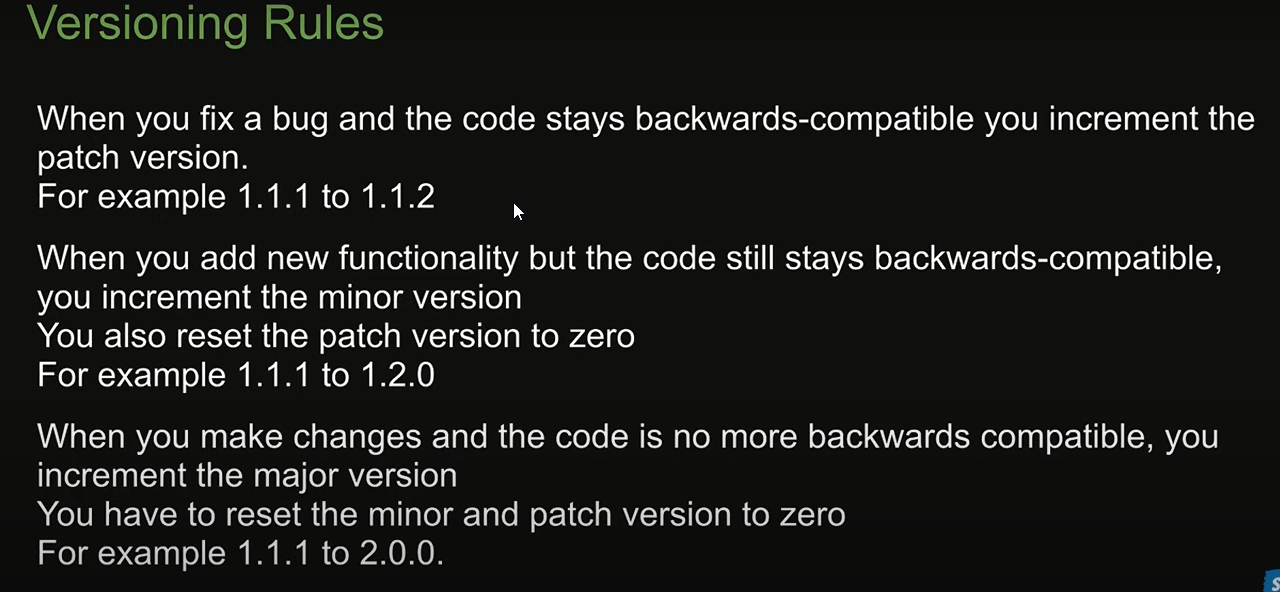 Versioning Rules
When you fix a bug and the code stays backwards-compatible you increment the
patch version.
For example 1.1.1 to 1.1.2
When you add new functionality but the code still stays backwards-compatible,
you increment the minor version
You also reset the patch version to zero
For example 1.1.1 to 1.2.0
When you make changes and the code is no more backwards compatible, you
increment the major version
You have to reset the minor and patch version to zero
For example 1.1.1 to 2.0.0.